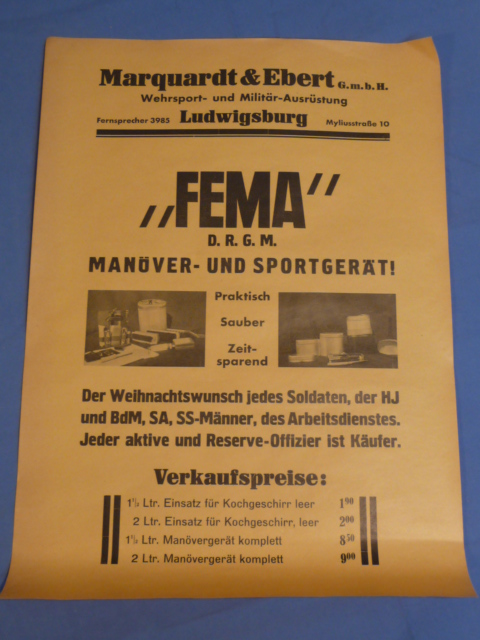 Marquardt & Ebert G.m.b.H.
Wehrsport- und Militär-Ausrüstung
Fernsprecher 3985 Ludwigsburg Myliusstraße 10
„FEMA“
D. R. G. M.
MANÖVER- UND SPORTGERÄT!
Praktisch
Sauber
Zeit-
sparend
Der Weihnachtswunsch jedes Soldaten, der HJ
und BdM, SA, SS-Männer, des Arbeitsdienstes.
Jeder aktive und Reserve-Offizier ist Käufer.
Verkaufspreise:
1½ Ltr. Einsatz für Kochgeschirr leer 1⁹⁰
2 Ltr. Einsatz für Kochgeschirr, leer 2⁰⁰
1½ Ltr. Manövergerät komplett 8⁵⁰
2 Ltr. Manövergerät komplett 9⁰⁰